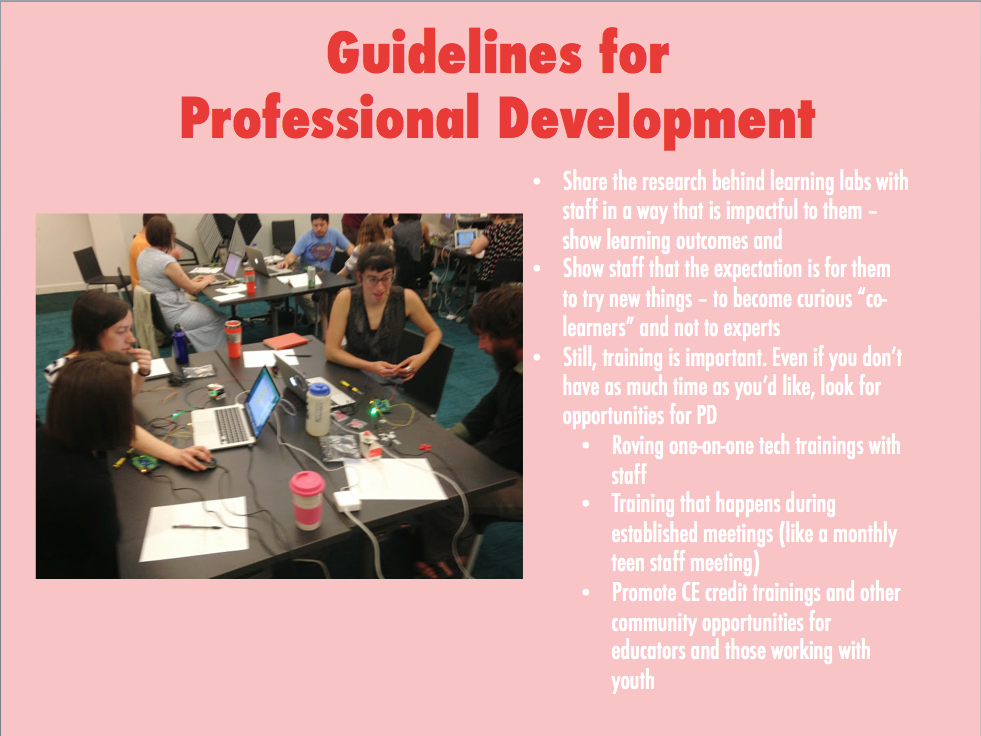 Guidelines for
Professional Development
• Share the research behind learning labs with
staff in a way that is impactful to them –
show learning outcomes and
• Show staff that the expectation is for them
to try new things – to become curious “co-
learners” and not to experts
• Still, training is important. Even if you don’t
have as much time as you’d like, look for
opportunities for PD
• Roving one-on-one tech trainings with
staff
• Training that happens during
established meetings (like a monthly
teen staff meeting)
• Promote CE credit trainings and other
community opportunities for
educators and those working with
youth